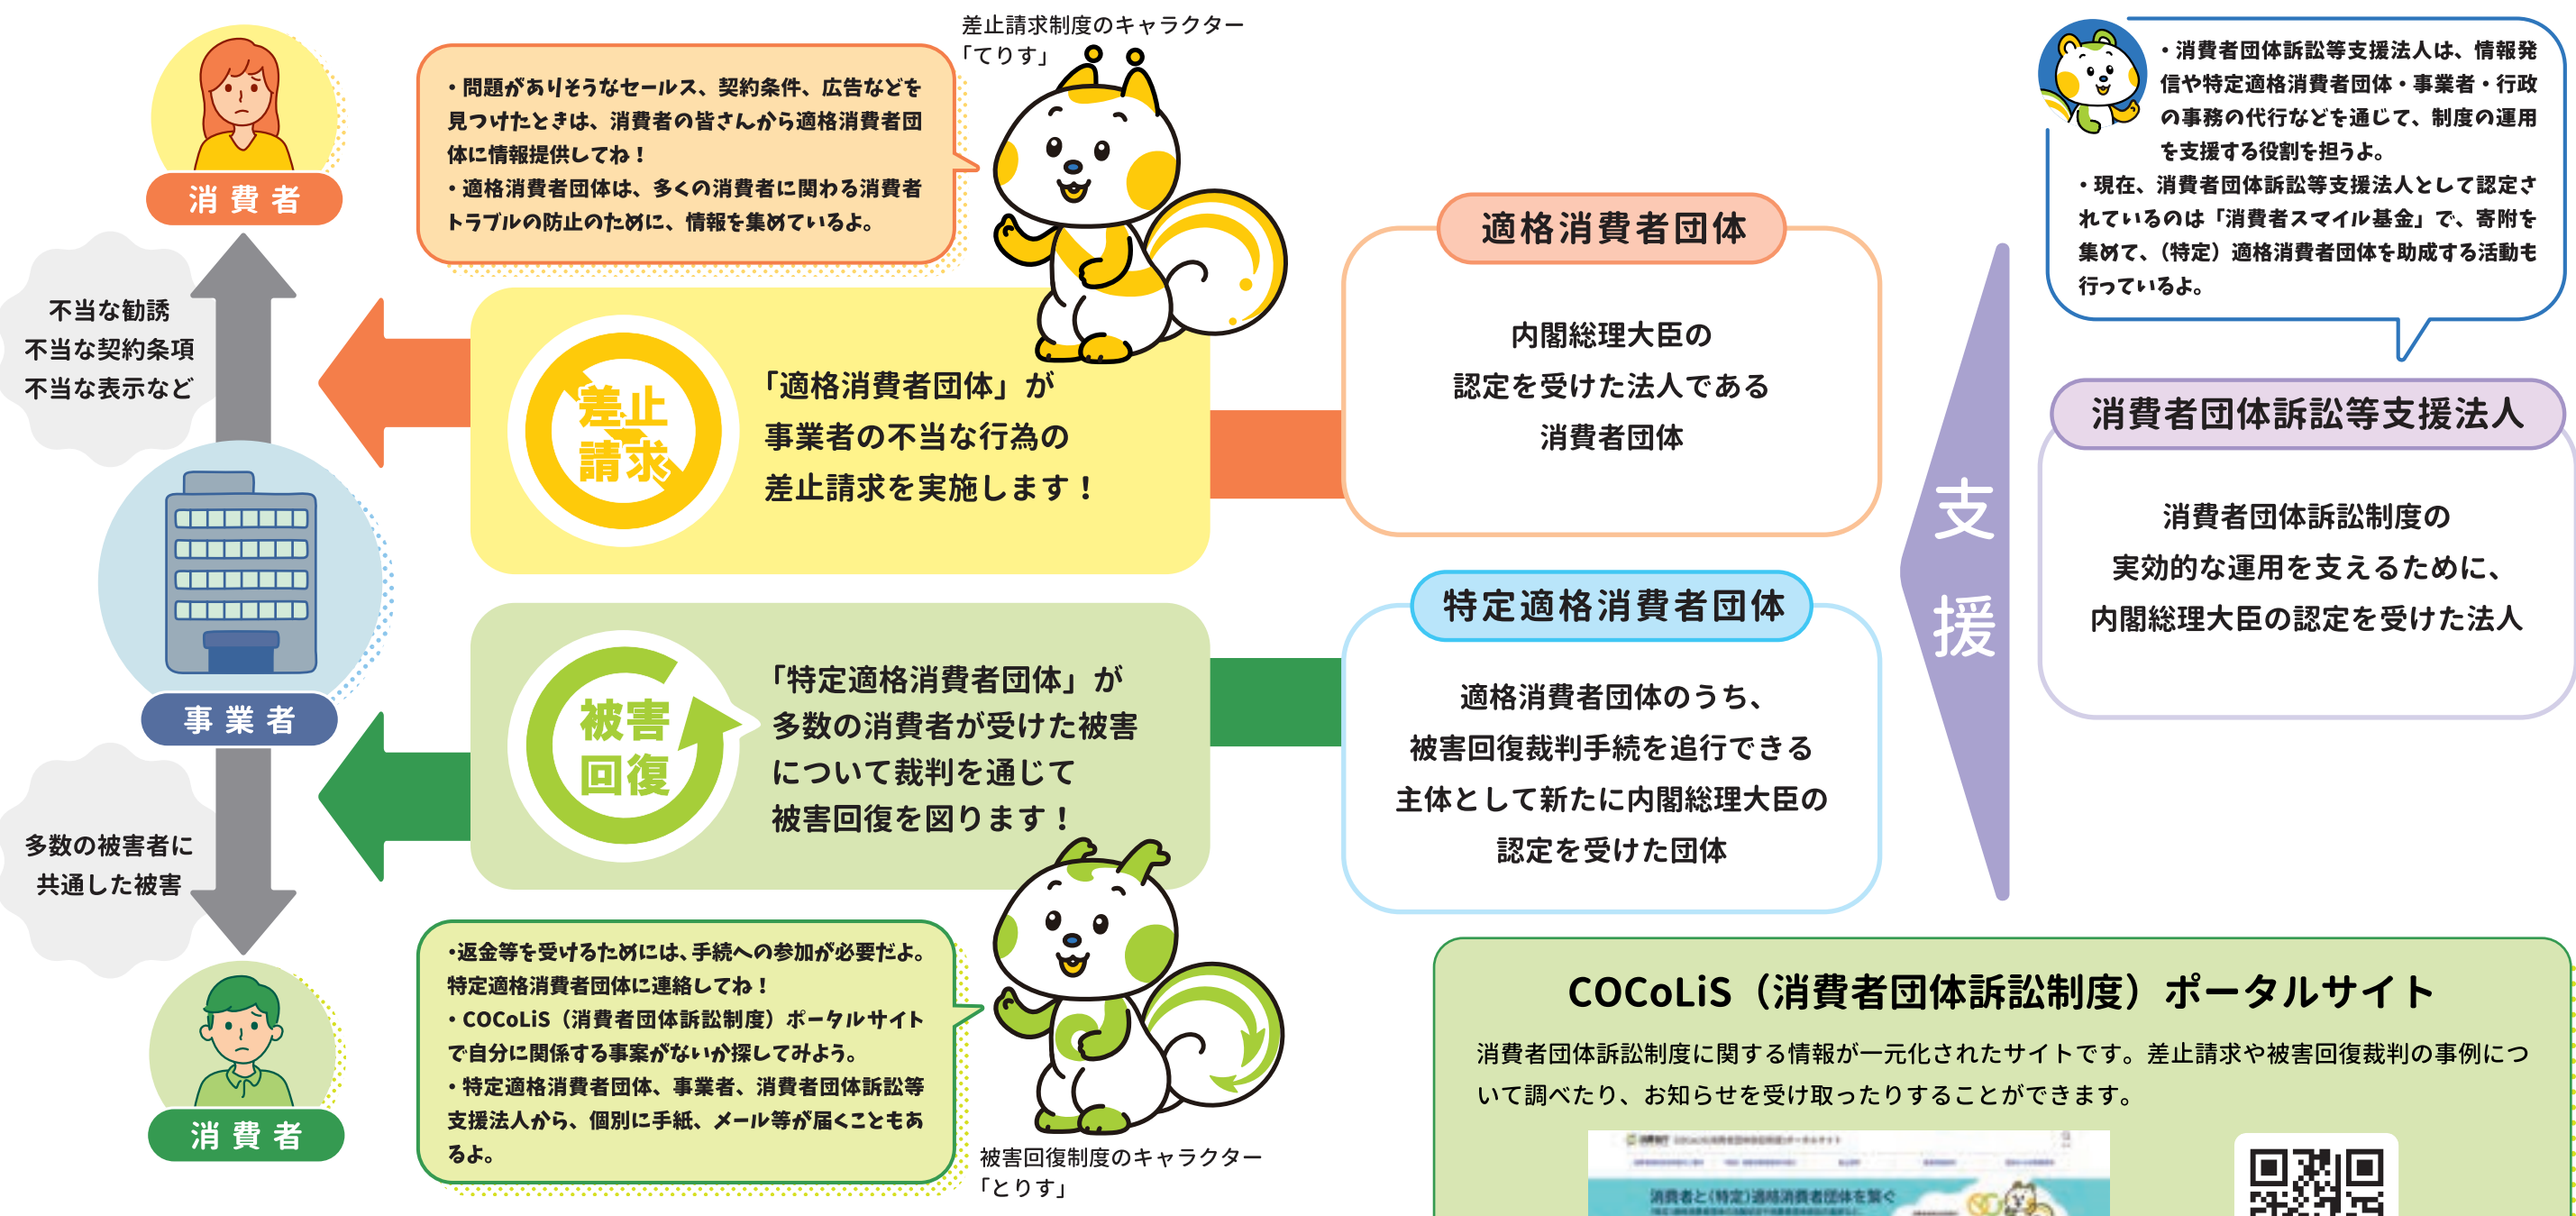 差止請求制度のキャラクター
「てりす」
・問題がありそうなセールス、契約条件、広告などを
見つけたときは、消費者の皆さんから適格消費者団
体に情報提供してね！
・適格消費者団体は、多くの消費者に関わる消費者
トラブルの防止のために、情報を集めているよ。
消費者
不当な勧誘
不当な契約条項
不当な表示など
事業者
多数の被害者に
共通した被害
消費者
差止
請求
「適格消費者団体」が
事業者の不当な行為の
差止請求を実施します！
被害
回復
「特定適格消費者団体」が
多数の消費者が受けた被害
について裁判を通じて
被害回復を図ります！
・返金等を受けるためには、手続への参加が必要だよ。
特定適格消費者団体に連絡してね！
・COCoLiS（消費者団体訴訟制度）ポータルサイト
で自分に関係する事案がないか探してみよう。
・特定適格消費者団体、事業者、消費者団体訴訟等
支援法人から、個別に手紙、メール等が届くこともあ
るよ。
被害回復制度のキャラクター
「とりす」
適格消費者団体
内閣総理大臣の
認定を受けた法人である
消費者団体
特定適格消費者団体
適格消費者団体のうち、
被害回復裁判手続を追行できる
主体として新たに内閣総理大臣の
認定を受けた団体
支援
・消費者団体訴訟等支援法人は、情報発
信や特定適格消費者団体・事業者・行政
の事務の代行などを通じて、制度の運用
を支援する役割を担うよ。
・現在、消費者団体訴訟等支援法人として認定さ
れているのは「消費者スマイル基金」で、寄附を
集めて、（特定）適格消費者団体を助成する活動も
行っているよ。
消費者団体訴訟等支援法人
消費者団体訴訟制度の
実効的な運用を支えるために、
内閣総理大臣の認定を受けた法人
COCoLiS（消費者団体訴訟制度）ポータルサイト
消費者団体訴訟制度に関する情報が一元化されたサイトです。差止請求や被害回復裁判の事例につ
いて調べたり、お知らせを受け取ったりすることができます。
消費者と(特定)適格消費者団体を繋ぐ